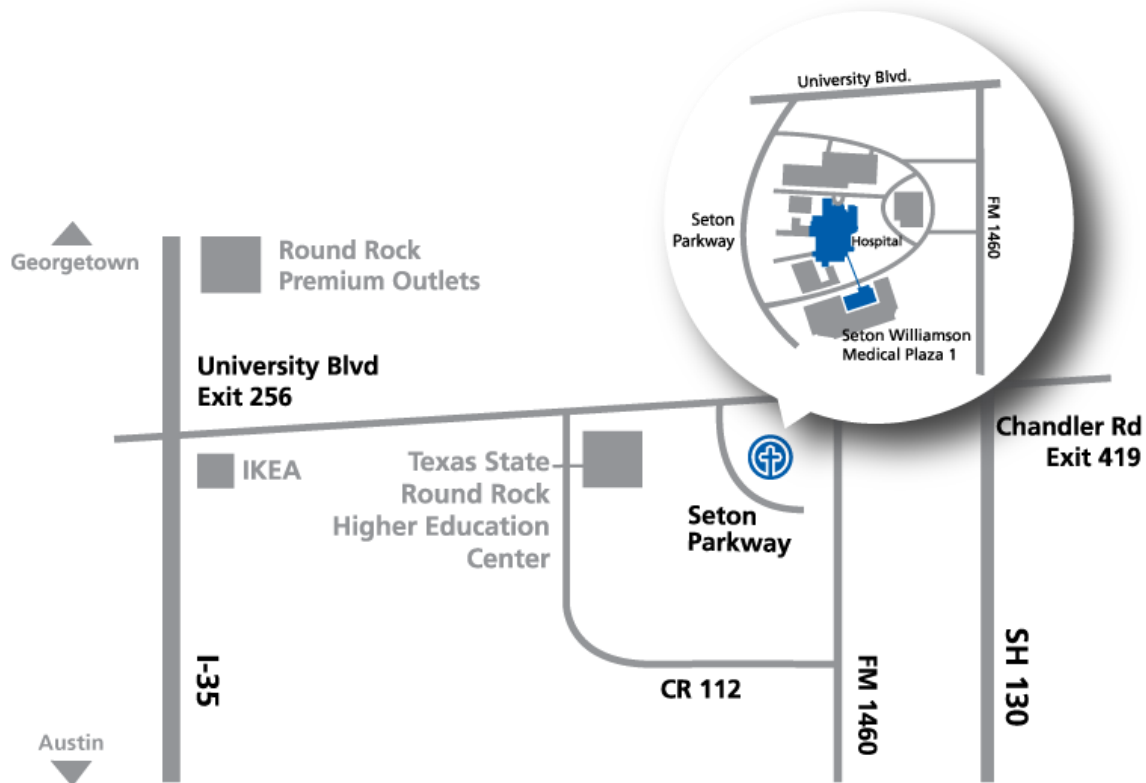 University Blvd.
Seton
Parkway
FM 1460
Hospital
Seton Williamson
Medical Plaza 1
Georgetown
Round Rock
Premium Outlets
University Blvd
Exit 256
Chandler Rd
Exit 419
IKEA
Texas State
Round Rock
Higher Education
Center
Seton
Parkway
I-35
CR 112
FM 1460
SH 130
Austin